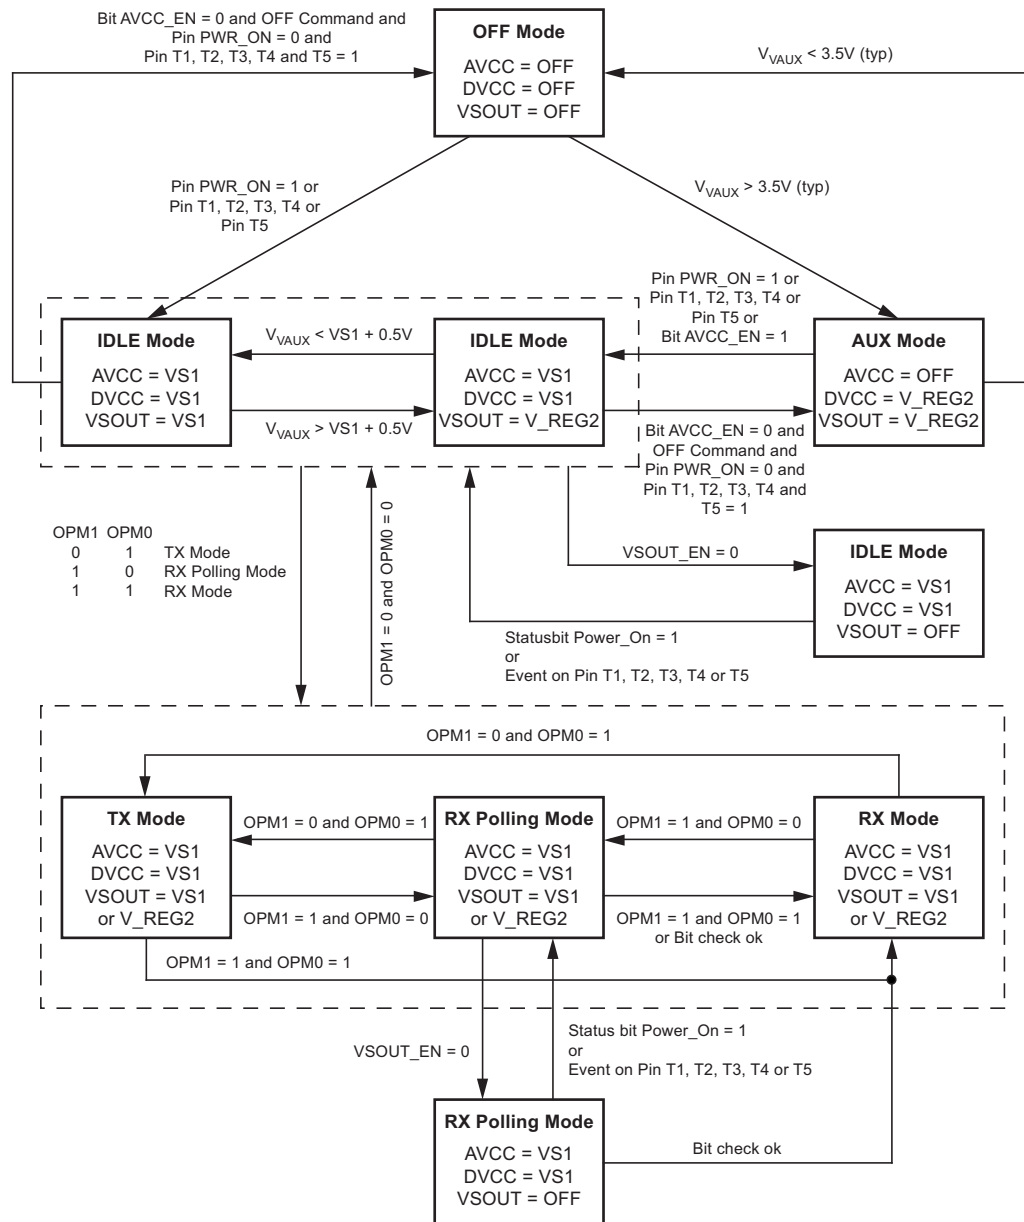 Bit AVCC_EN = 0 and OFF Command and
Pin PWR_ON = 0 and
Pin T1, T2, T3, T4 and T5 = 1
OFF Mode
AVCC = OFF
DVCC = OFF
VSOUT = OFF
VVAUX < 3.5V (typ)
Pin PWR_ON = 1 or
Pin T1, T2, T3, T4 or
Pin T5
VVAUX > 3.5V (typ)
IDLE Mode
AVCC = VS1
DVCC = VS1
VSOUT = VS1
VVAUX < VS1 + 0.5V
VVAUX > VS1 + 0.5V
IDLE Mode
AVCC = VS1
DVCC = VS1
VSOUT = V_REG2
Pin PWR_ON = 1 or
Pin T1, T2, T3, T4 or
Pin T5 or
Bit AVCC_EN = 1
AUX Mode
AVCC = OFF
DVCC = V_REG2
VSOUT = V_REG2
Bit AVCC_EN = 0 and
OFF Command and
Pin PWR_ON = 0 and
Pin T1, T2, T3, T4 and
T5 = 1
OPM1 OPM0
0 1 TX Mode
1 0 RX Polling Mode
1 1 RX Mode
OPM1 = 0 and OPM0 = 0
VSOUT_EN = 0
IDLE Mode
AVCC = VS1
DVCC = VS1
VSOUT = OFF
Statusbit Power_On = 1
or
Event on Pin T1, T2, T3, T4 or T5
OPM1 = 0 and OPM0 = 1
TX Mode
AVCC = VS1
DVCC = VS1
VSOUT = VS1
or V_REG2
OPM1 = 0 and OPM0 = 1
OPM1 = 1 and OPM0 = 0
RX Polling Mode
AVCC = VS1
DVCC = VS1
VSOUT = VS1
or V_REG2
OPM1 = 1 and OPM0 = 0
OPM1 = 1 and OPM0 = 1
or Bit check ok
RX Mode
AVCC = VS1
DVCC = VS1
VSOUT = VS1
or V_REG2
OPM1 = 1 and OPM0 = 1
VSOUT_EN = 0
Status bit Power_On = 1
or
Event on Pin T1, T2, T3, T4 or T5
RX Polling Mode
AVCC = VS1
DVCC = VS1
VSOUT = OFF
Bit check ok